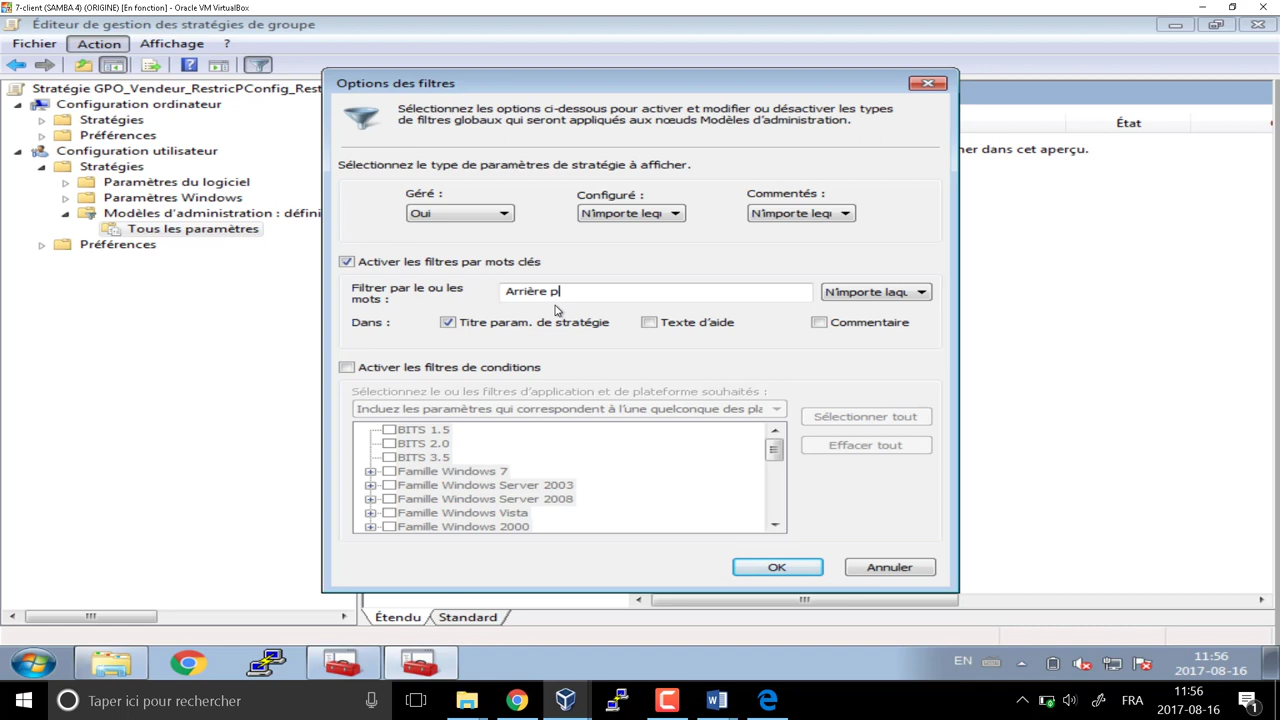 7-client (SAMBA 4) (ORIGINE) [En fonction] - Oracle VM VirtualBox
Éditeur de gestion des stratégies de groupe
Fichier Action Affichage ?
Stratégie GPO_Vendeur_RestricPConfig_Rest
Configuration ordinateur
Stratégies
Préférences
Configuration utilisateur
Stratégies
Paramètres du logiciel
Paramètres Windows
Modèles d'administration : défini
Tous les paramètres
Préférences
État
her dans cet aperçu.
Options des filtres
Sélectionnez les options ci-dessous pour activer et modifier ou désactiver les types
de filtres globaux qui seront appliqués aux nœuds Modèles d'administration.
Sélectionnez le type de paramètres de stratégie à afficher.
Géré : Configuré : Commentés :
Oui N'importe leq N'importe leq
Activer les filtres par mots clés
Filtrer par le ou les
mots :
Arrière p
N'importe laqu
Dans : Titre param. de stratégie Texte d'aide Commentaire
Activer les filtres de conditions
Sélectionnez le ou les filtres d'application et de plateforme souhaités :
Incluez les paramètres qui correspondent à l'une quelconque des pla
Sélectionner tout
Effacer tout
BITS 1.5
BITS 2.0
BITS 3.5
Famille Windows 7
Famille Windows Server 2003
Famille Windows Server 2008
Famille Windows Vista
Famille Windows 2000
OK Annuler
Étendu Standard
EN
11:56
2017-08-16
Taper ici pour rechercher
FRA
11:56
2017-08-16
1